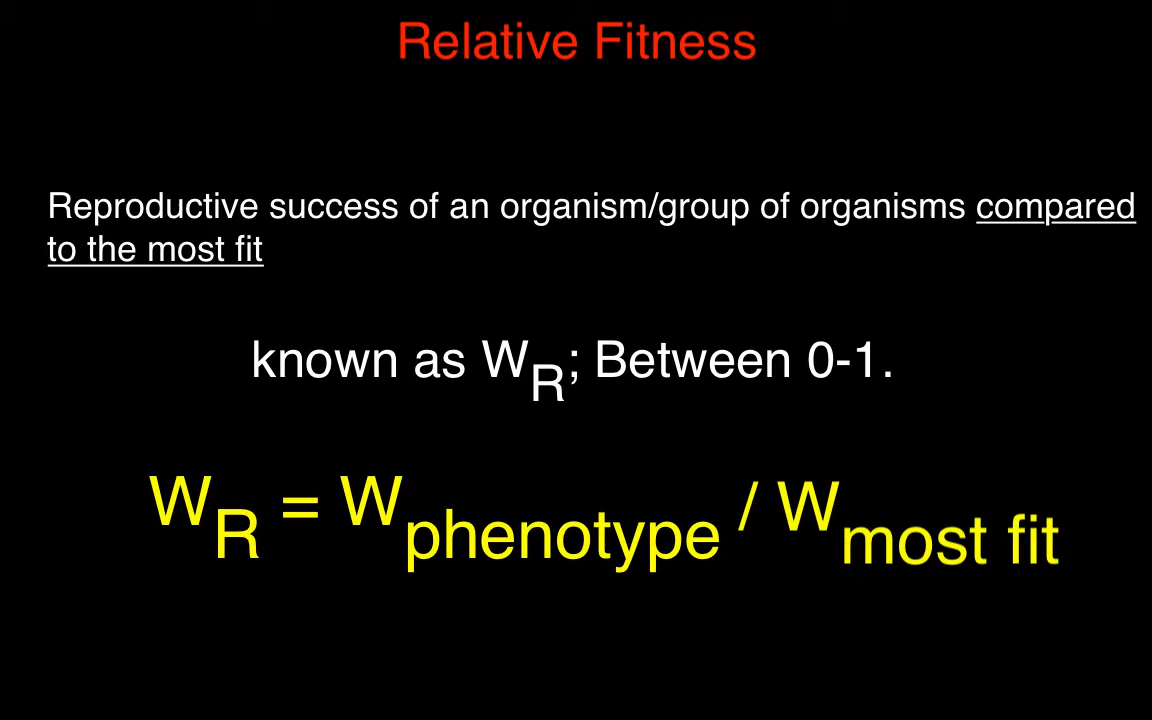 Relative Fitness
Reproductive success of an organism/group of organisms compared
to the most fit
known as WR; Between 0-1.
WR = Wphenotype / Wmost fit